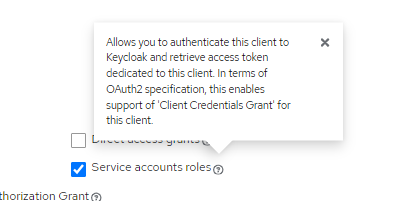 Allows you to authenticate this client to
Keycloak and retrieve access token
dedicated to this client. In terms of
OAuth2 specification, this enables
support of 'Client Credentials Grant' for
this client.
Direct access grants
Service accounts roles
thorization Grant